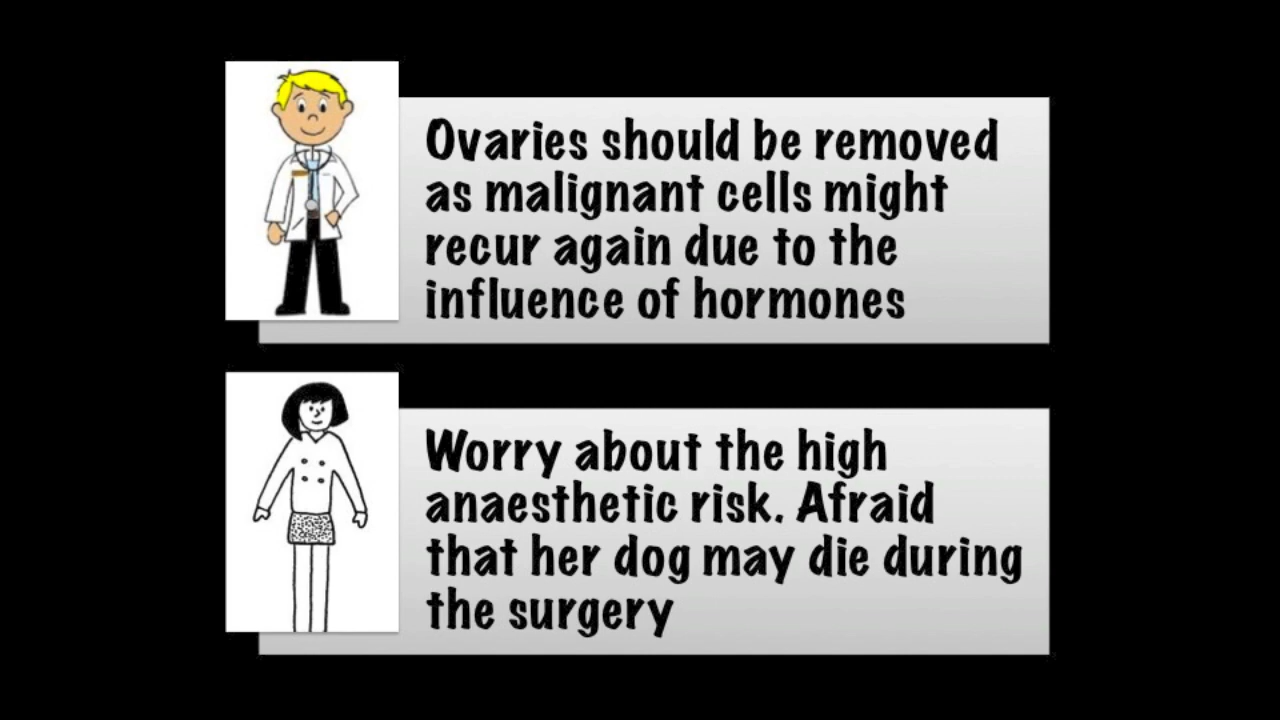 Ovaries should be removed
as malignant cells might
recur again due to the
influence of hormones
Worry about the high
anaesthetic risk. Afraid
that her dog may die during
the surgery